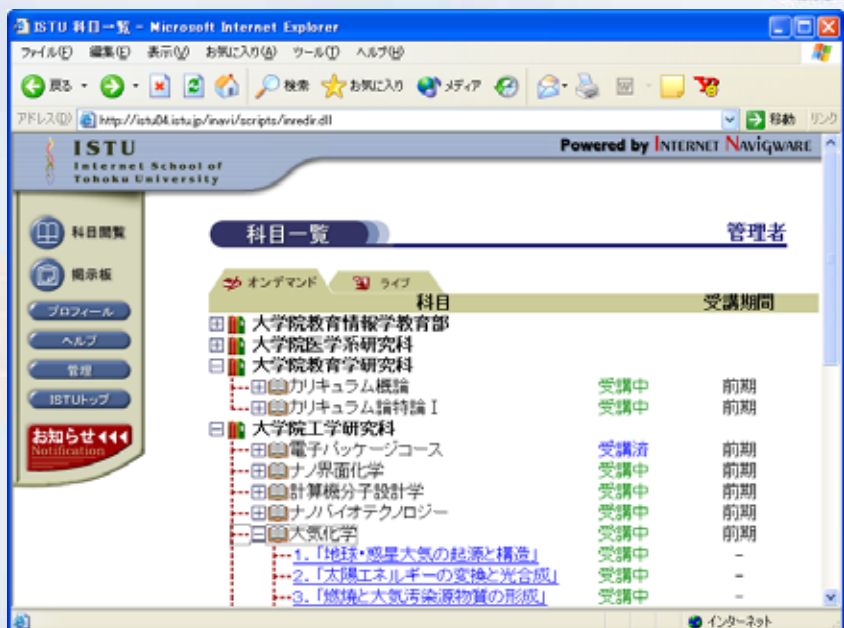 ISTU 科目一覧 - Microsoft Internet Explorer
ファイル(F) 編集(E) 表示(V) お気に入り(A) ツール(T) ヘルプ(H)
戻る 検索 お気に入り メディア
アドレス(D) http://istu04.istu.jp/inavi/scripts/inredir.dll 移動 リンク
ISTU
Internet School of
Tohoku University
Powered by INTERNET NAVIGWARE
科目閲覧
掲示板
プロフィール
ヘルプ
管理
ISTUトップ
お知らせ
Notification
科目一覧 管理者
オンデマンド ライブ
科目 受講期間
大学院教育情報学教育部
大学院医学系研究科
大学院教育学研究科
カリキュラム概論 受講中 前期
カリキュラム論特論 I 受講中 前期
大学院工学研究科
電子パッケージコース 受講済 前期
ナノ界面化学 受講中 前期
計算機分子設計学 受講中 前期
ナノバイオテクノロジー 受講中 前期
大気化学 受講中 前期
1. 「地球・惑星大気の起源と構造」 受講中 -
2. 「太陽エネルギーの変換と光合成」 受講中 -
3. 「燃焼と大気汚染源物質の形成」 受講中 -
インターネット